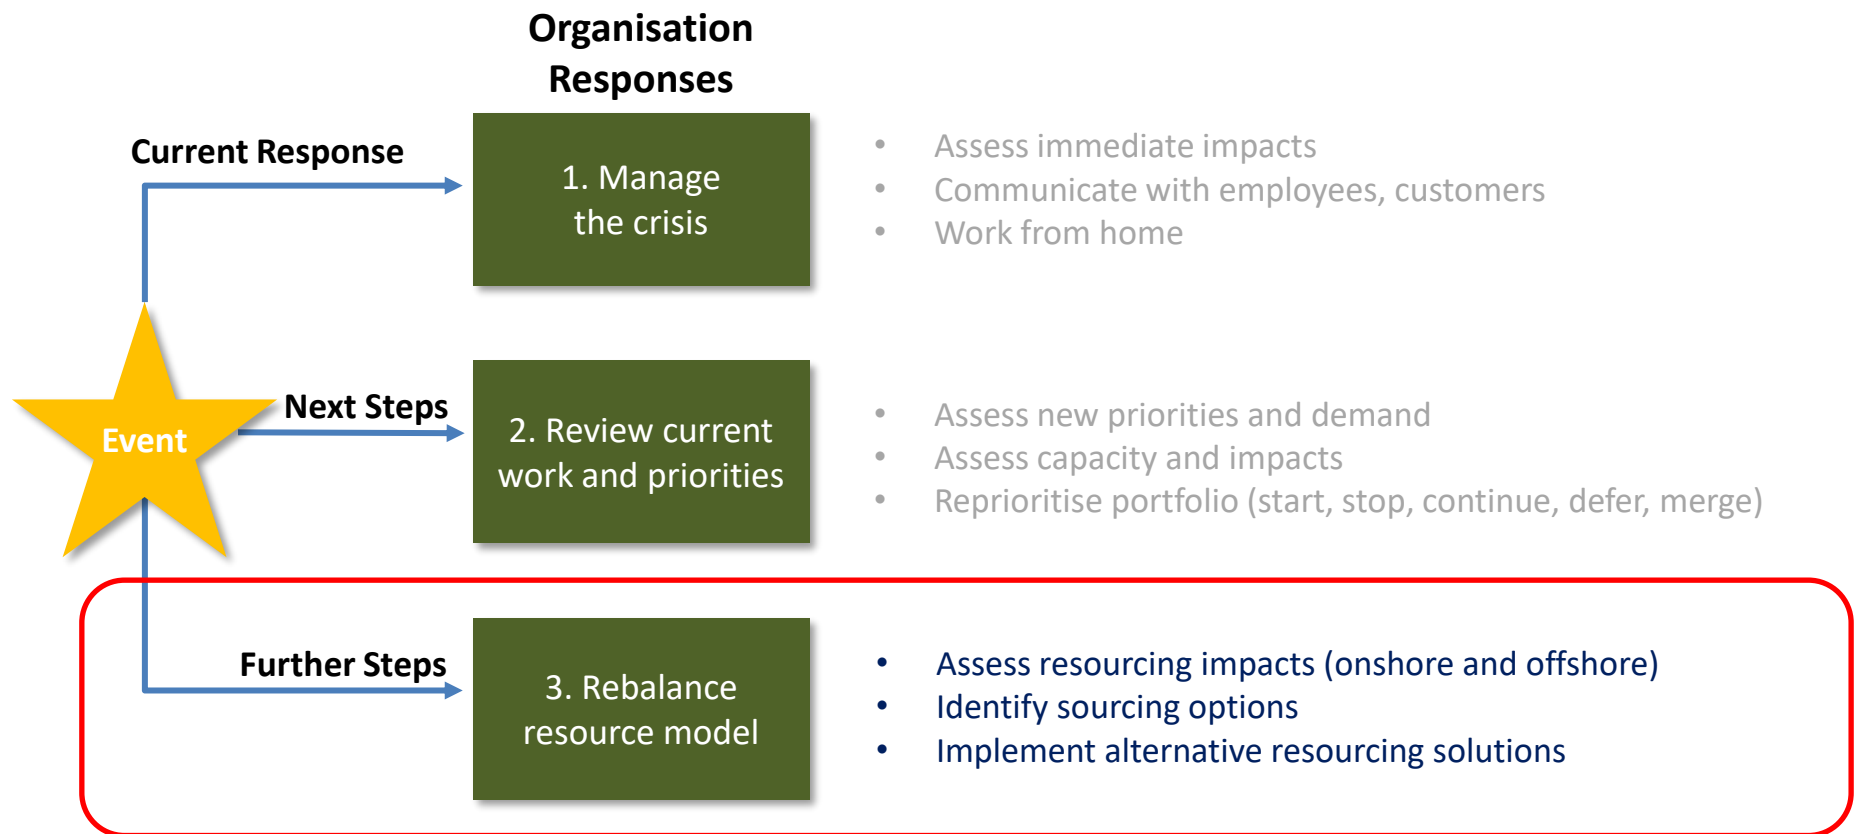 Organisation
Responses
Current Response
1. Manage
the crisis
• Assess immediate impacts
• Communicate with employees, customers
• Work from home
Event
Next Steps
2. Review current
work and priorities
• Assess new priorities and demand
• Assess capacity and impacts
• Reprioritise portfolio (start, stop, continue, defer, merge)
Further Steps
3. Rebalance
resource model
• Assess resourcing impacts (onshore and offshore)
• Identify sourcing options
• Implement alternative resourcing solutions